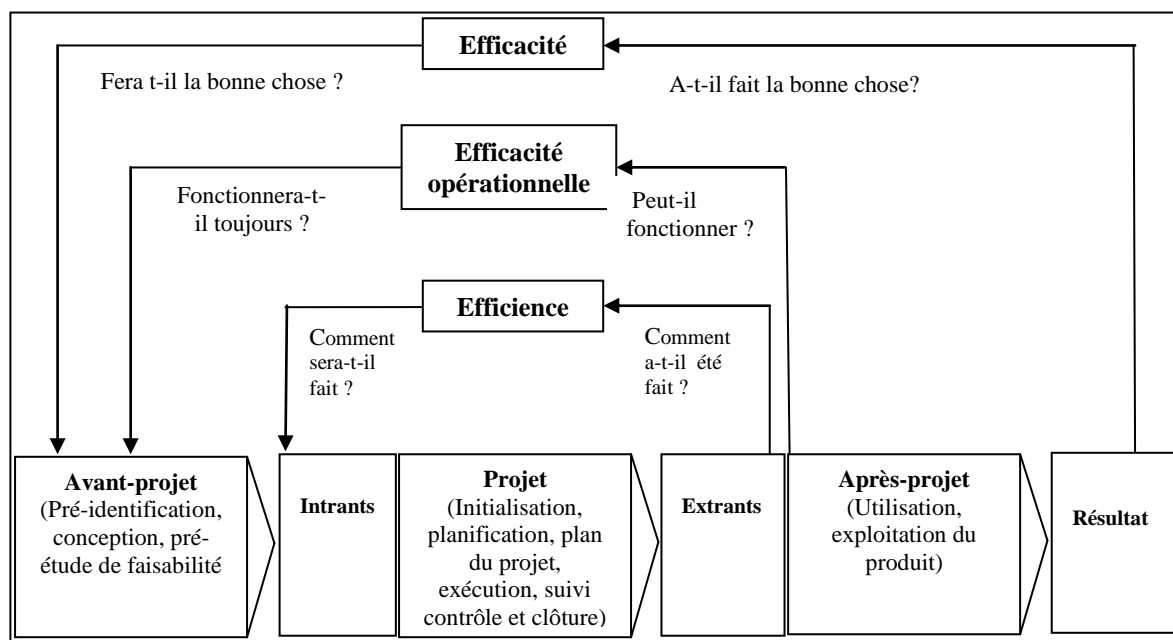 Efficacité
Fera t-il la bonne chose ?
A-t-il fait la bonne chose?
Efficacité
opérationnelle
Fonctionnera-t-
il toujours ?
Peut-il
fonctionner ?
Efficience
Comment
sera-t-il
fait ?
Comment
a-t-il été
fait ?
Avant-projet
(Pré-identification,
conception, pré-
étude de faisabilité
Intrants
Projet
(Initialisation,
planification, plan
du projet,
exécution, suivi
contrôle et clôture)
Extrants
Après-projet
(Utilisation,
exploitation du
produit)
Résultat